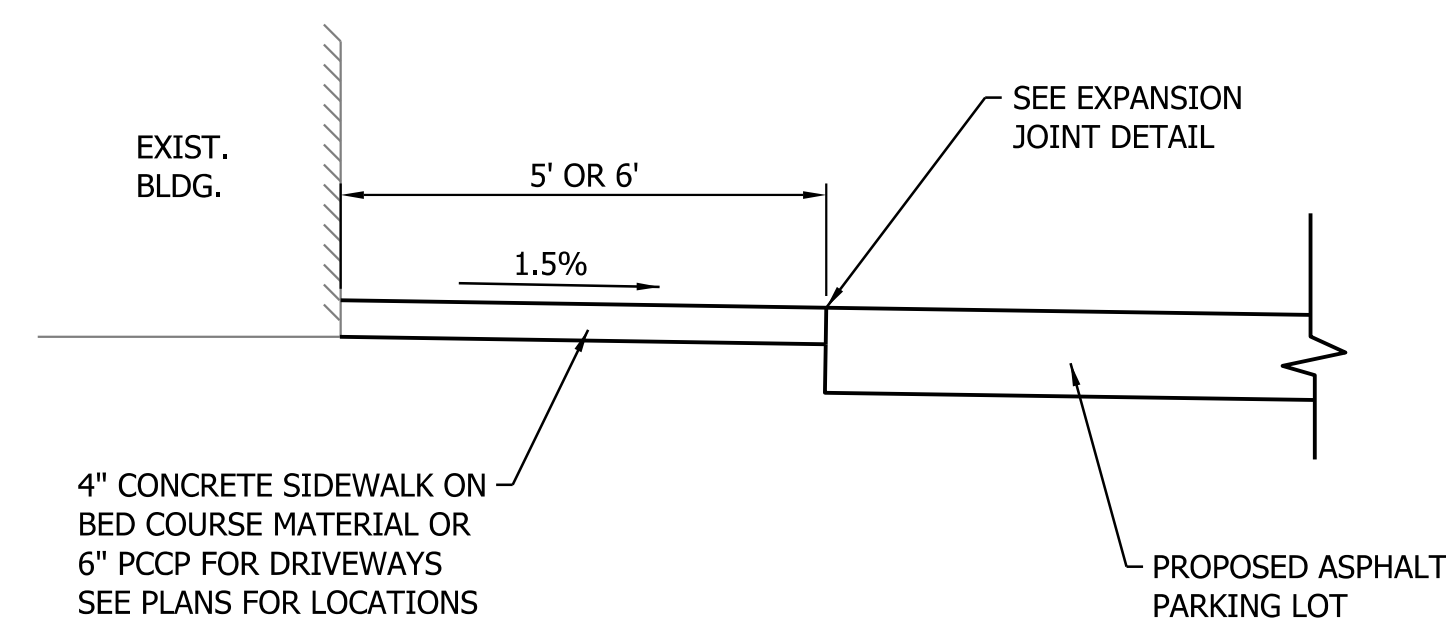 SEE EXPANSION
JOINT DETAIL
EXIST.
BLDG.
5' OR 6'
1.5%
4" CONCRETE SIDEWALK ON
BED COURSE MATERIAL OR
6" PCCP FOR DRIVEWAYS
SEE PLANS FOR LOCATIONS
PROPOSED ASPHALT
PARKING LOT